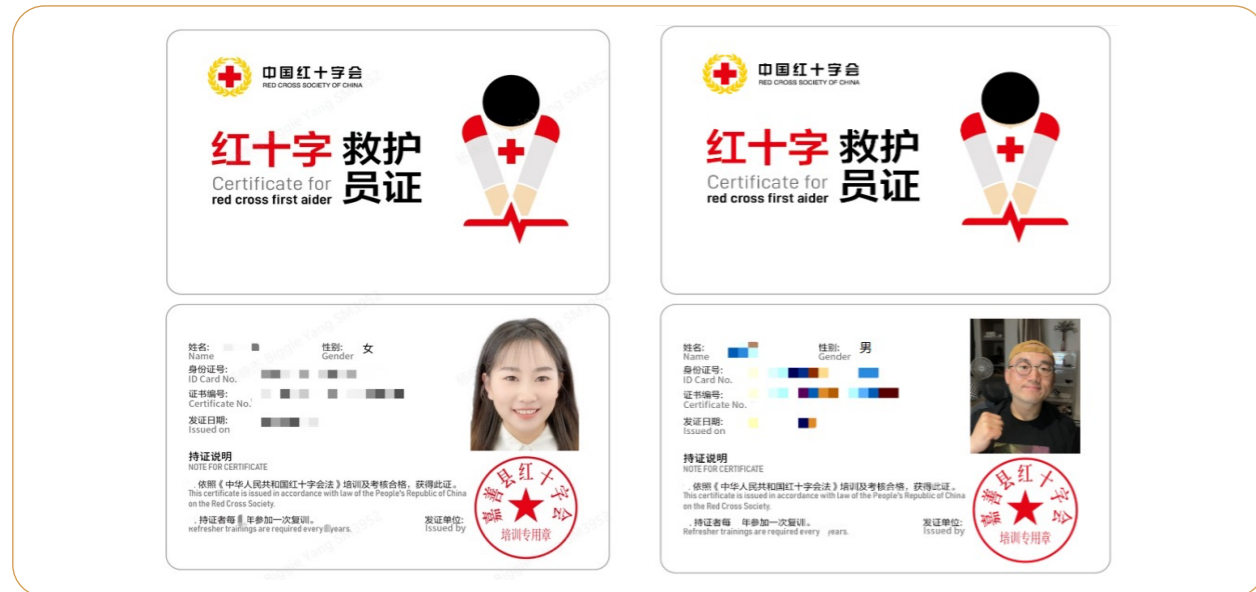 中国红十字会
RED CROSS SOCIETY OF CHINA
红十字 救护
Certificate for
red cross first aider 员证
中国红十字会
RED CROSS SOCIETY OF CHINA
红十字 救护
Certificate for
red cross first aider 员证
姓名:
Name
性别: 女
Gender
身份证号:
ID Card No.
证书编号:
Certificate No.
发证日期:
Issued on
持证说明
NOTE FOR CERTIFICATE
依照《中华人民共和国红十字会法》培训及考核合格，获得此证。
This certificate is issued in accordance with law of the People's Republic of China
on the Red Cross Society.
持证者每 年参加一次复训。
Refresher trainings are required every years.
发证单位:
Issued by
嘉善县红十字会
培训专用章
姓名:
Name
性别: 男
Gender
身份证号:
ID Card No.
证书编号:
Certificate No.
发证日期:
Issued on
持证说明
NOTE FOR CERTIFICATE
依照《中华人民共和国红十字会法》培训及考核合格，获得此证。
This certificate is issued in accordance with law of the People's Republic of China
on the Red Cross Society.
持证者每 年参加一次复训。
Refresher trainings are required every years.
发证单位:
Issued by
嘉善县红十字会
培训专用章